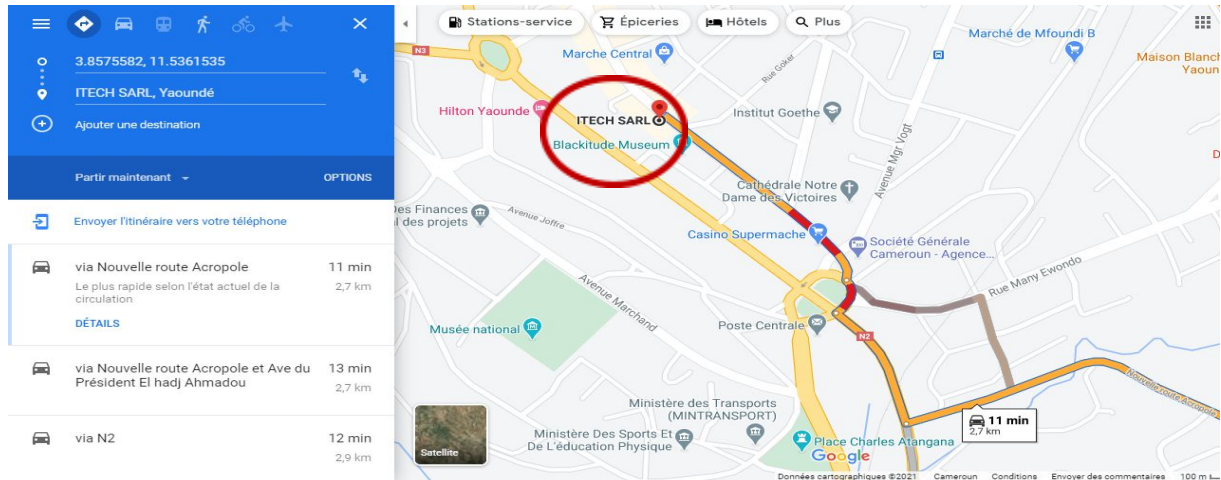 3.8575582, 11.5361535
ITECH SARL, Yaoundé
Ajouter une destination
Partir maintenant
OPTIONS
Envoyer l'itinéraire vers votre téléphone
via Nouvelle route Acropole
11 min
Le plus rapide selon l'état actuel de la
circulation
2,7 km
DÉTAILS
via Nouvelle route Acropole et Ave du
Président El hadj Ahmadou
13 min
2,7 km
via N2
12 min
2,9 km
Stations-service
Épiceries
Hôtels
Plus
N3
Marche Central
Rue Goker
Marché de Mfoundi B
Maison Blanch
Yaoun
Hilton Yaounde
ITECH SARL
Institut Goethe
Blackitude Museum
Avenue Mgr Vogt
D
Cathédrale Notre
Dame des Victoires
Des Finances
l des projets
Avenue Joffre
Casino Supermache
Société Générale
Cameroun - Agence...
Rue Many Ewondo
Avenue Marchand
Musée national
Poste Centrale
N2
Nouvelle route Acropole
Ministère des Transports
(MINTRANSPORT)
11 min
2,7 km
Ministère Des Sports Et
De L'éducation Physique
Place Charles Atangana
Satellite
Google
Données cartographiques ©2021
Cameroun
Conditions
Envoyer des commentaires
100 m